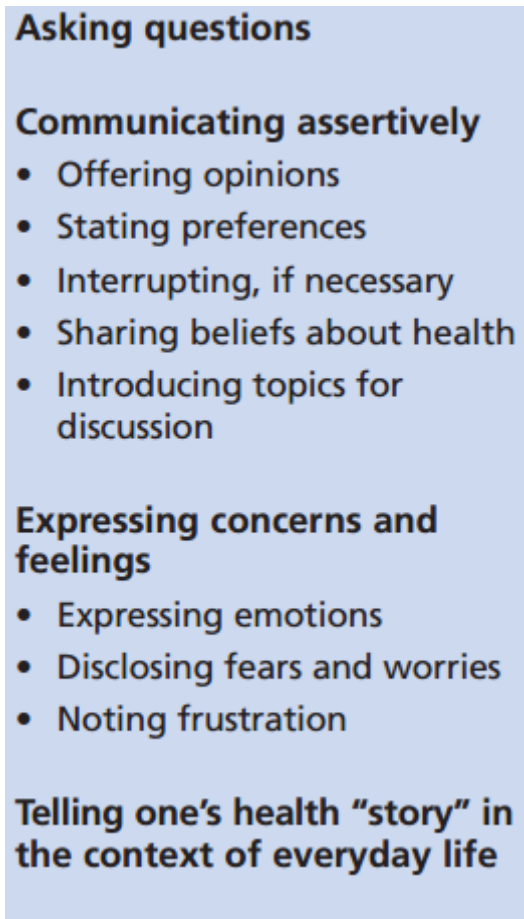 Asking questions
Communicating assertively
• Offering opinions
• Stating preferences
• Interrupting, if necessary
• Sharing beliefs about health
• Introducing topics for
discussion
Expressing concerns and
feelings
• Expressing emotions
• Disclosing fears and worries
• Noting frustration
Telling one’s health “story” in
the context of everyday life